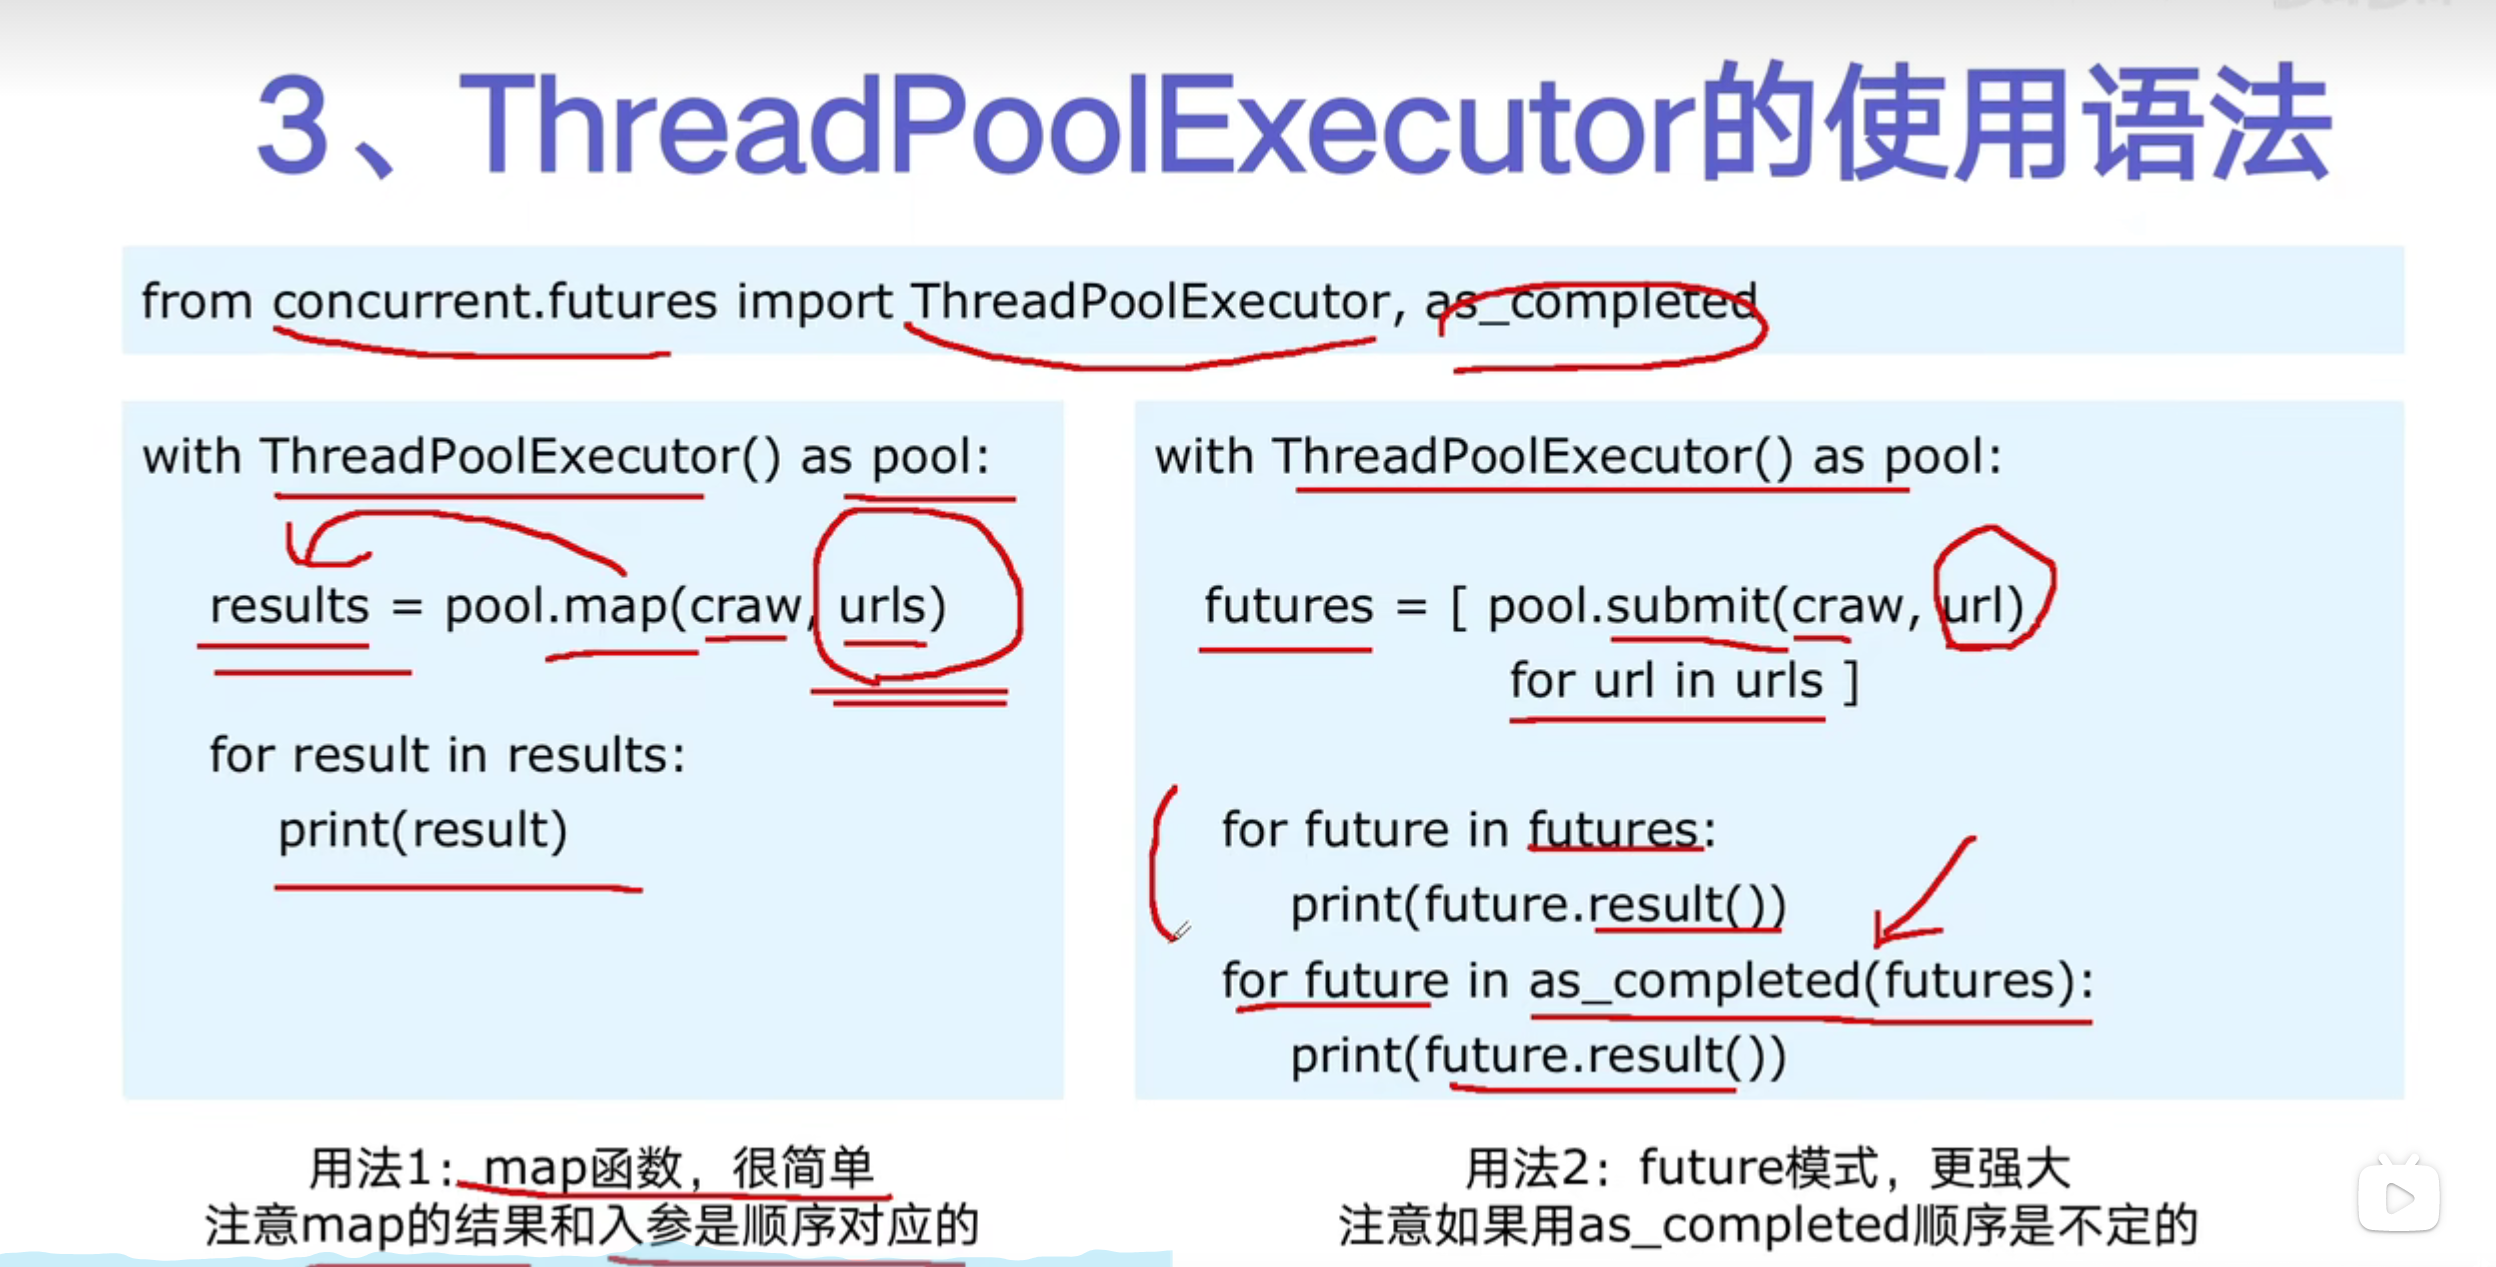 3、ThreadPoolExecutor的使用语法
from concurrent.futures import ThreadPoolExecutor, as_completed
with ThreadPoolExecutor() as pool:
results = pool.map(craw, urls)
for result in results:
print(result)
用法1：map函数，很简单
注意map的结果和入参是顺序对应的
with ThreadPoolExecutor() as pool:
futures = [ pool.submit(craw, url)
for url in urls ]
for future in futures:
print(future.result())
for future in as_completed(futures):
print(future.result())
用法2：future模式，更强大
注意如果用as_completed顺序是不定的